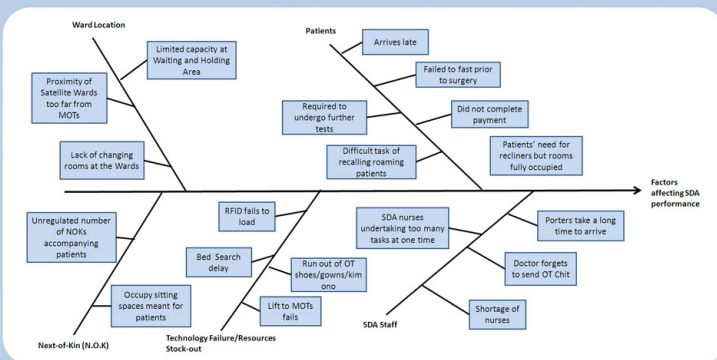 Ward Location
Limited capacity at
Waiting and Holding
Area
Proximity of
Satellite Wards
too far from
MOTs
Lack of changing
rooms at the Wards
Patients
Arrives late
Failed to fast prior
to surgery
Required to
undergo further
tests
Did not complete
payment
Difficult task of
recalling roaming
patients
Patients’ need for
recliners but rooms
fully occupied
Factors
affecting SDA
performance
Unregulated number
of NOKs
accompanying
patients
Occupy sitting
spaces meant for
patients
Next-of-Kin (N.O.K)
RFID fails to
load
Bed Search
delay
Run out of OT
shoes/gowns/kim
ono
Lift to MOTs
fails
Technology Failure/Resources
Stock-out
SDA nurses
undertaking too many
tasks at one time
Porters take a long
time to arrive
Doctor forgets
to send OT Chit
Shortage of
nurses
SDA Staff